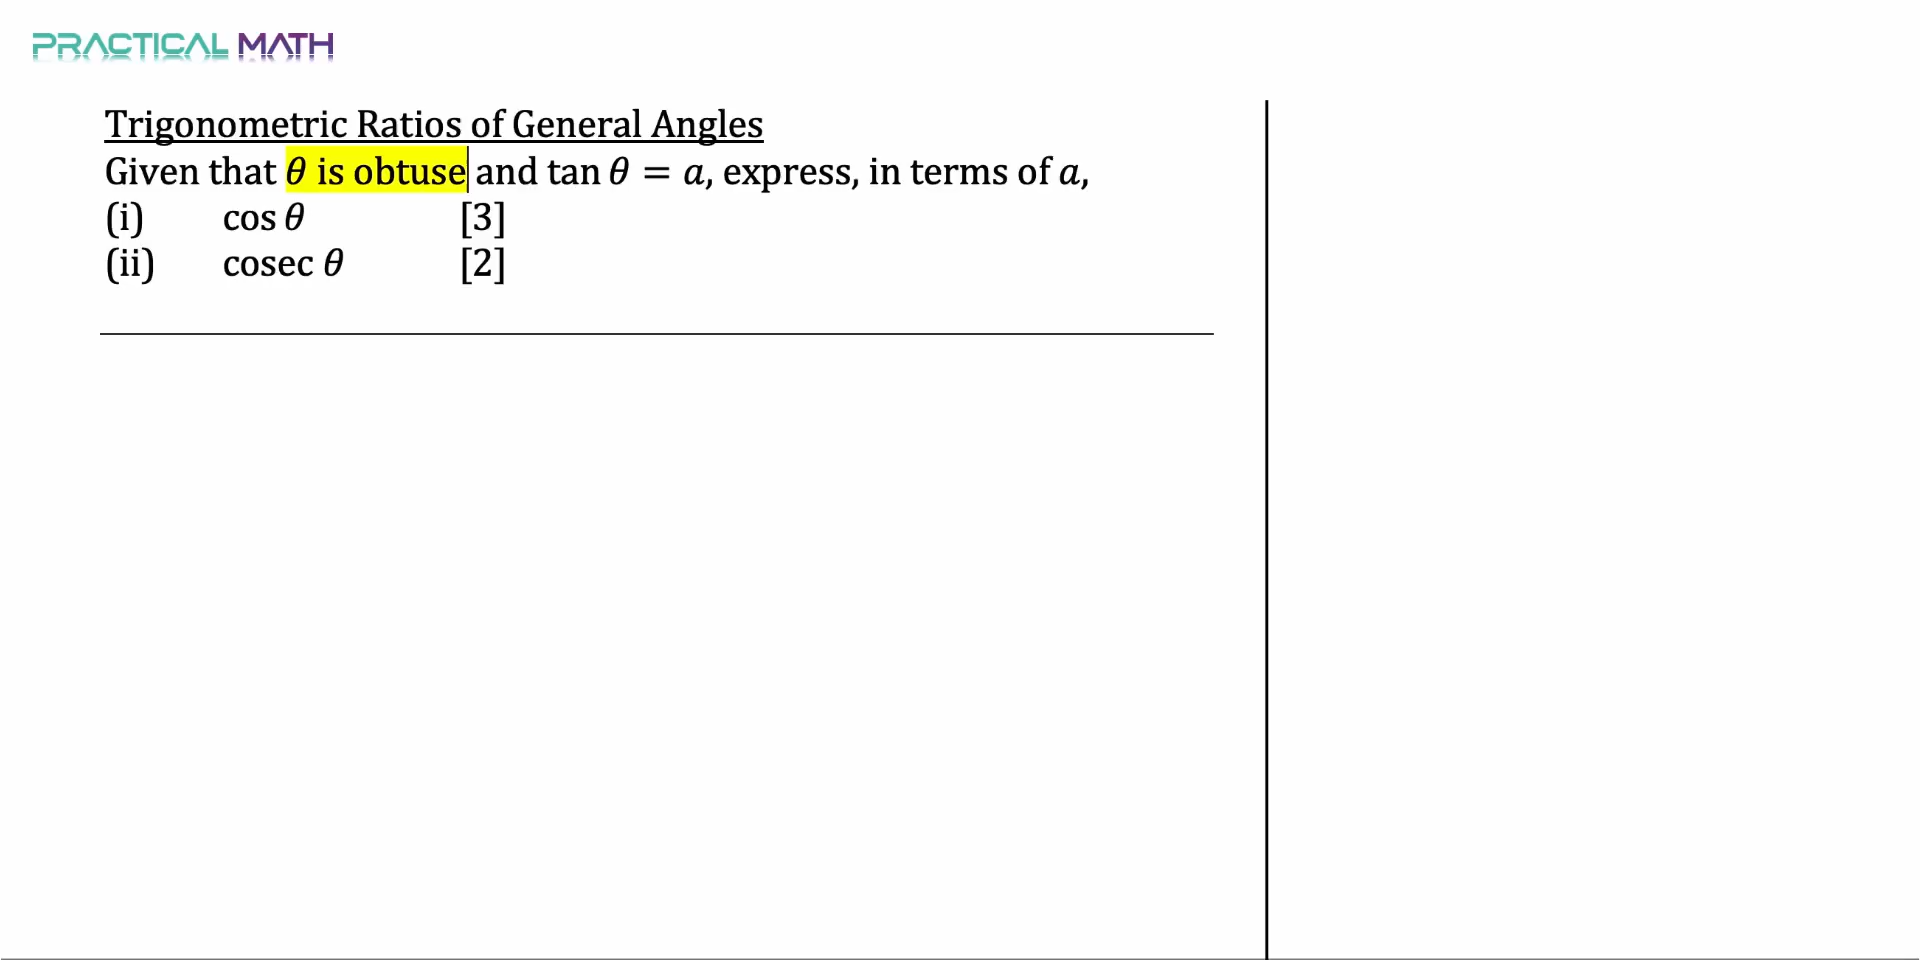 PRACTICAL MATH
Trigonometric Ratios of General Angles
Given that θ is obtuse and tan θ = a, express, in terms of a,
(i) cos θ [3]
(ii) cosec θ [2]